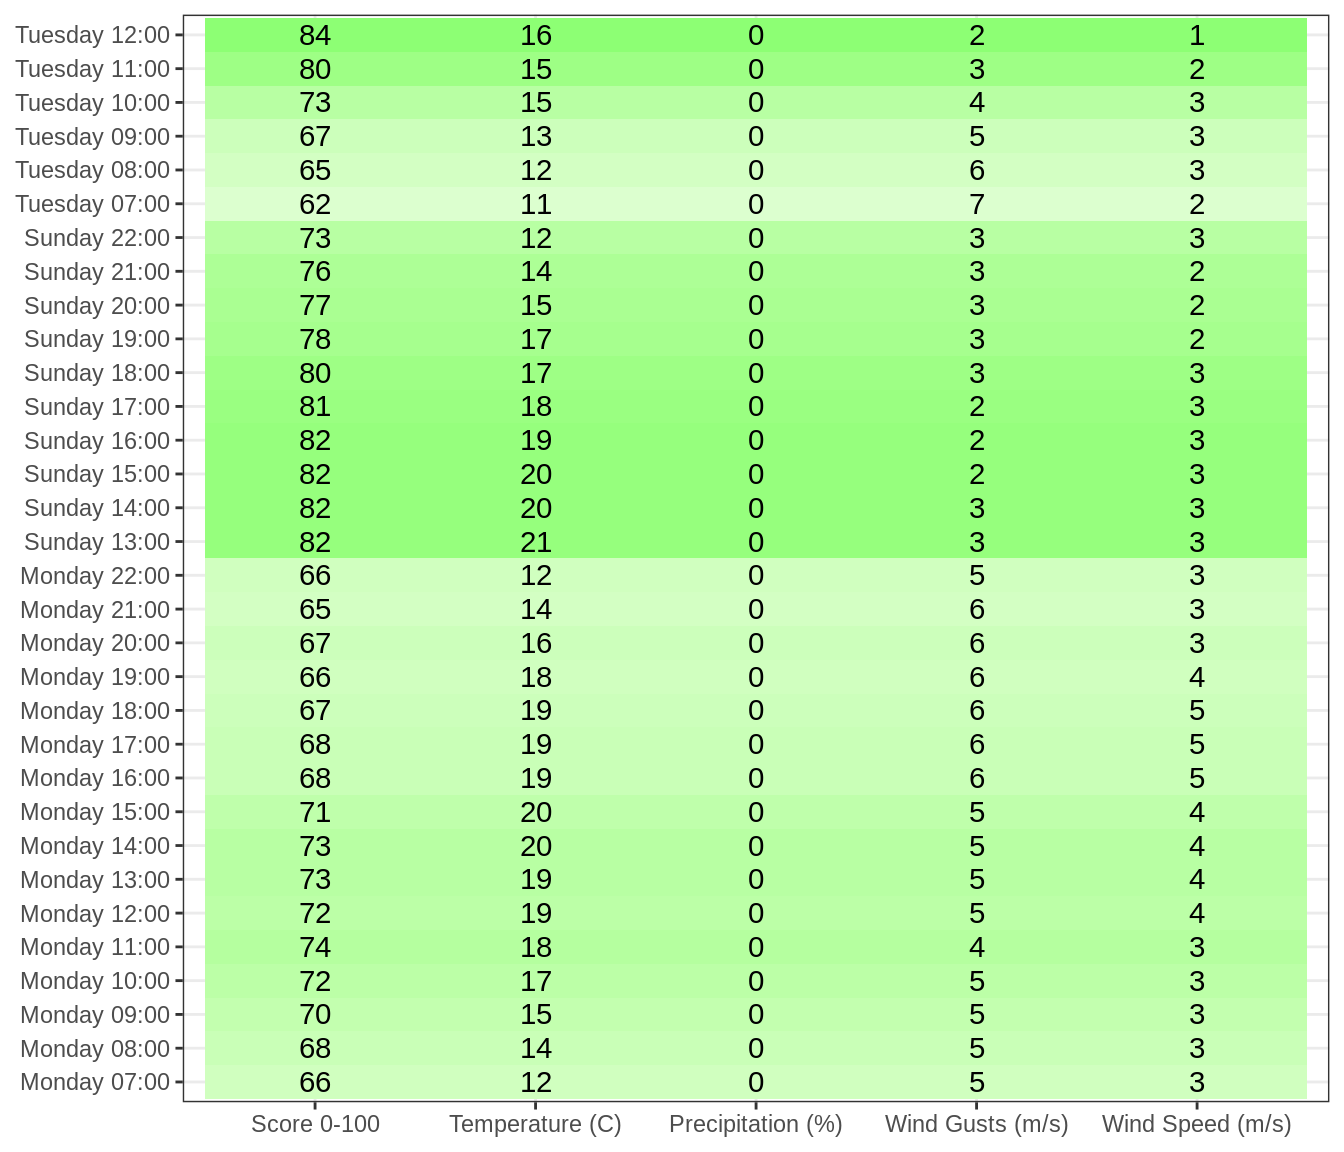 Tuesday 12:00 84 16 0 2 1
Tuesday 11:00 80 15 0 3 2
Tuesday 10:00 73 15 0 4 3
Tuesday 09:00 67 13 0 5 3
Tuesday 08:00 65 12 0 6 3
Tuesday 07:00 62 11 0 7 2
Sunday 22:00 73 12 0 3 3
Sunday 21:00 76 14 0 3 2
Sunday 20:00 77 15 0 3 2
Sunday 19:00 78 17 0 3 2
Sunday 18:00 80 17 0 3 3
Sunday 17:00 81 18 0 2 3
Sunday 16:00 82 19 0 2 3
Sunday 15:00 82 20 0 2 3
Sunday 14:00 82 20 0 3 3
Sunday 13:00 82 21 0 3 3
Monday 22:00 66 12 0 5 3
Monday 21:00 65 14 0 6 3
Monday 20:00 67 16 0 6 3
Monday 19:00 66 18 0 6 4
Monday 18:00 67 19 0 6 5
Monday 17:00 68 19 0 6 5
Monday 16:00 68 19 0 6 5
Monday 15:00 71 20 0 5 4
Monday 14:00 73 20 0 5 4
Monday 13:00 73 19 0 5 4
Monday 12:00 72 19 0 5 4
Monday 11:00 74 18 0 4 3
Monday 10:00 72 17 0 5 3
Monday 09:00 70 15 0 5 3
Monday 08:00 68 14 0 5 3
Monday 07:00 66 12 0 5 3
Score 0-100 Temperature (C) Precipitation (%) Wind Gusts (m/s) Wind Speed (m/s)